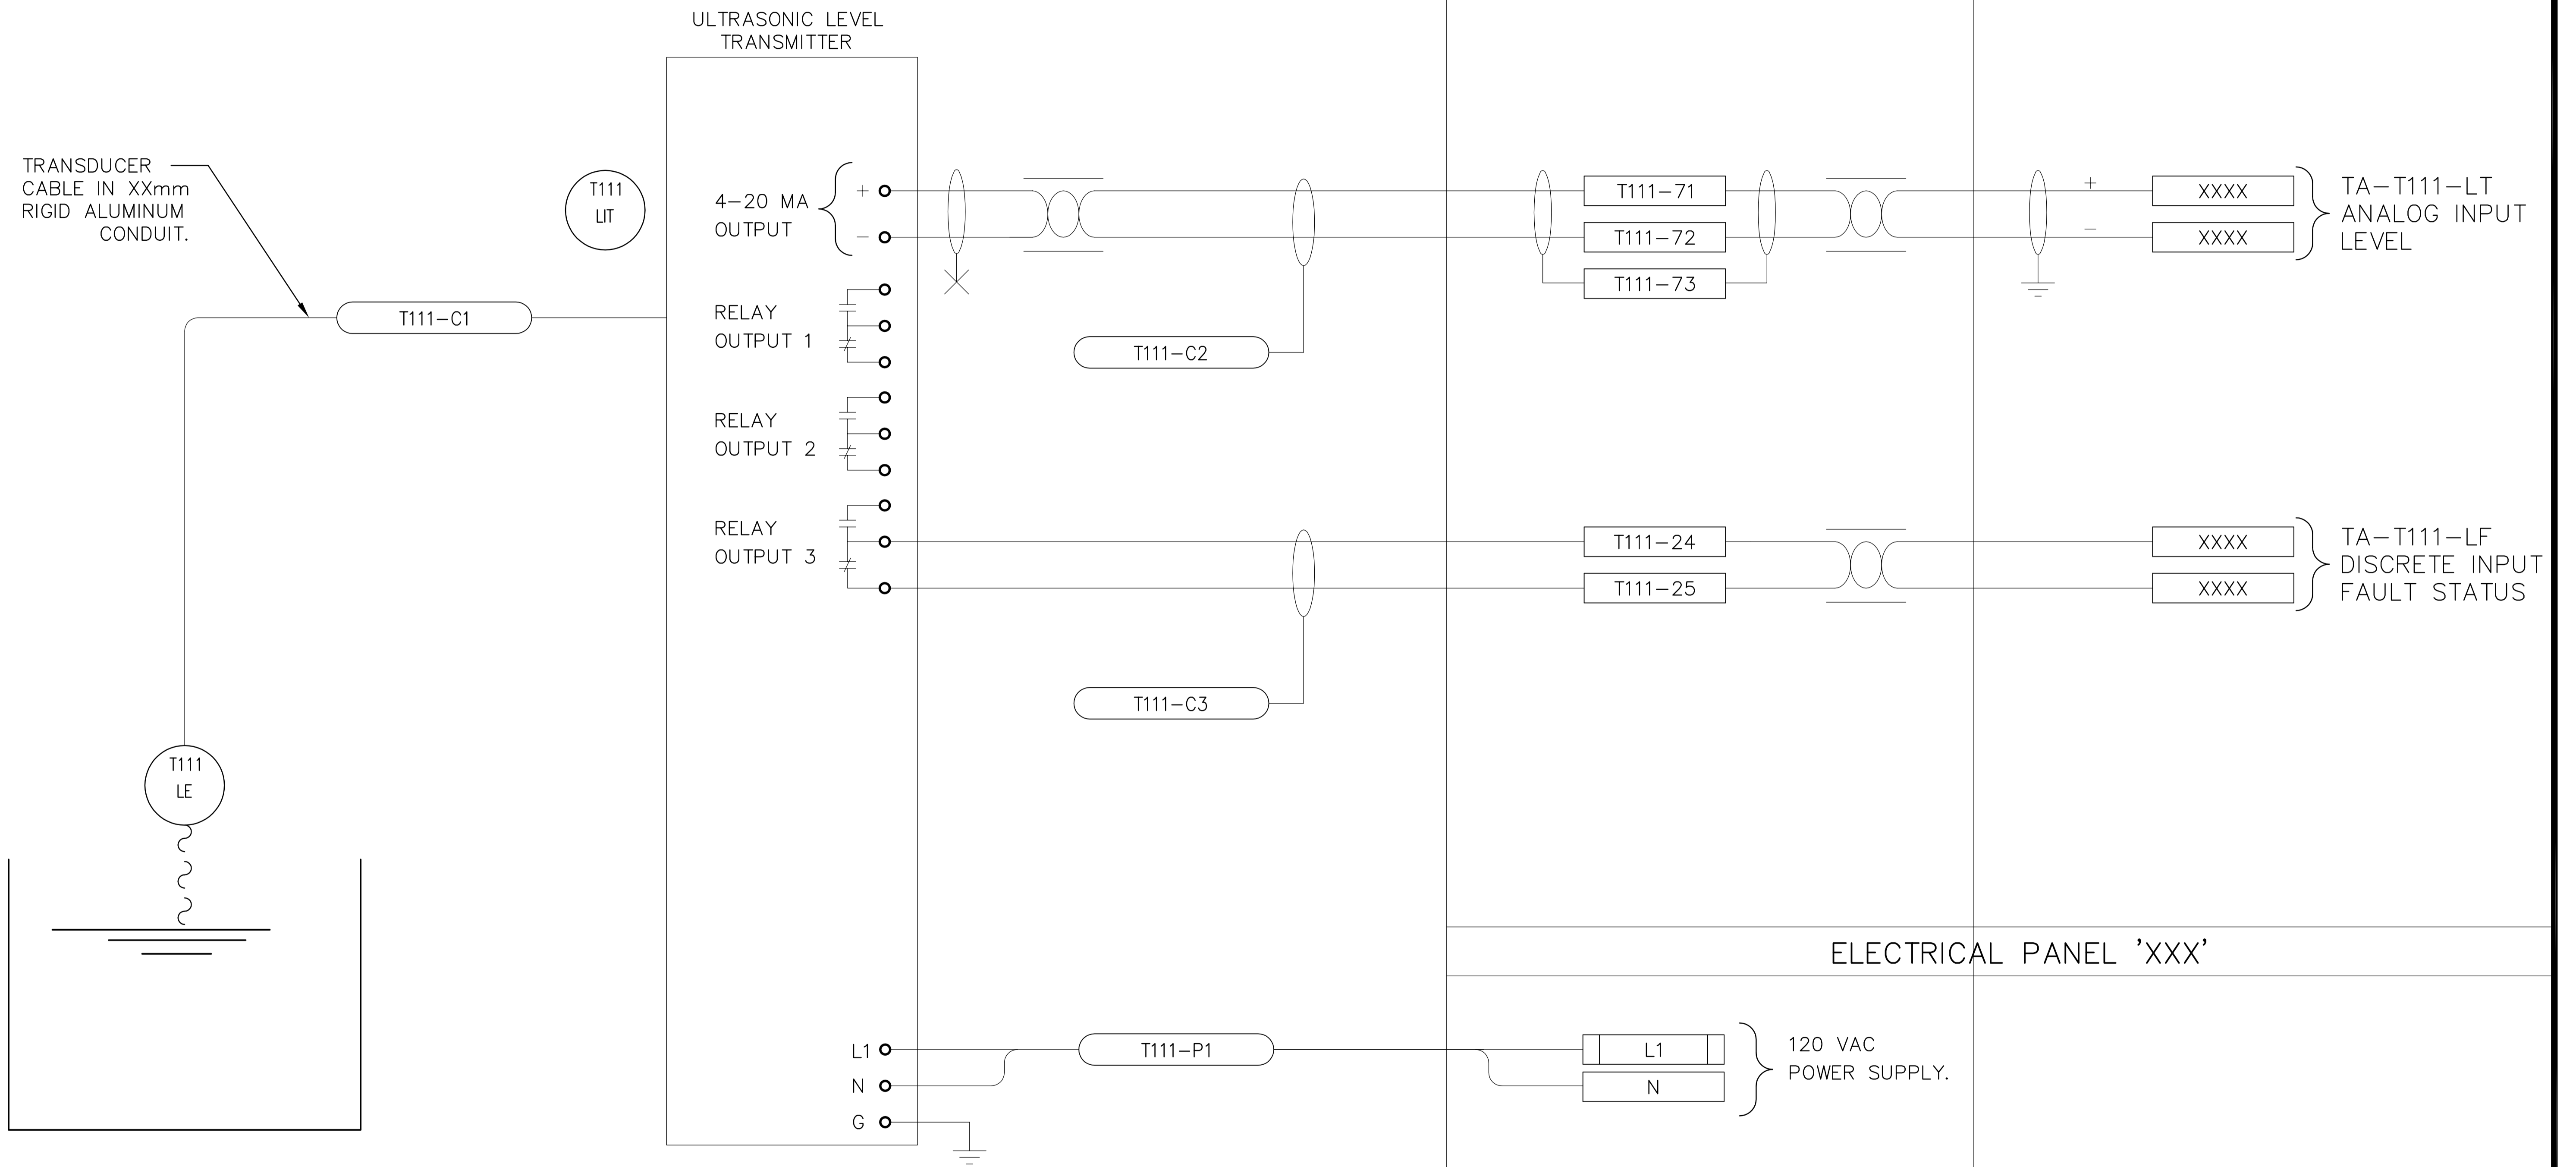 ULTRASONIC LEVEL
TRANSMITTER
TRANSDUCER
CABLE IN XXmm
RIGID ALUMINUM
CONDUIT.
T111
LIT
T111-C1
T111
LE
4-20 MA
OUTPUT
+
-
RELAY
OUTPUT 1
RELAY
OUTPUT 2
RELAY
OUTPUT 3
L1
N
G
T111-C2
T111-C3
T111-P1
T111-71
T111-72
T111-73
T111-24
T111-25
+
-
XXXX
XXXX
TA-T111-LT
ANALOG INPUT
LEVEL
XXXX
XXXX
TA-T111-LF
DISCRETE INPUT
FAULT STATUS
ELECTRICAL PANEL 'XXX'
L1
N
120 VAC
POWER SUPPLY.